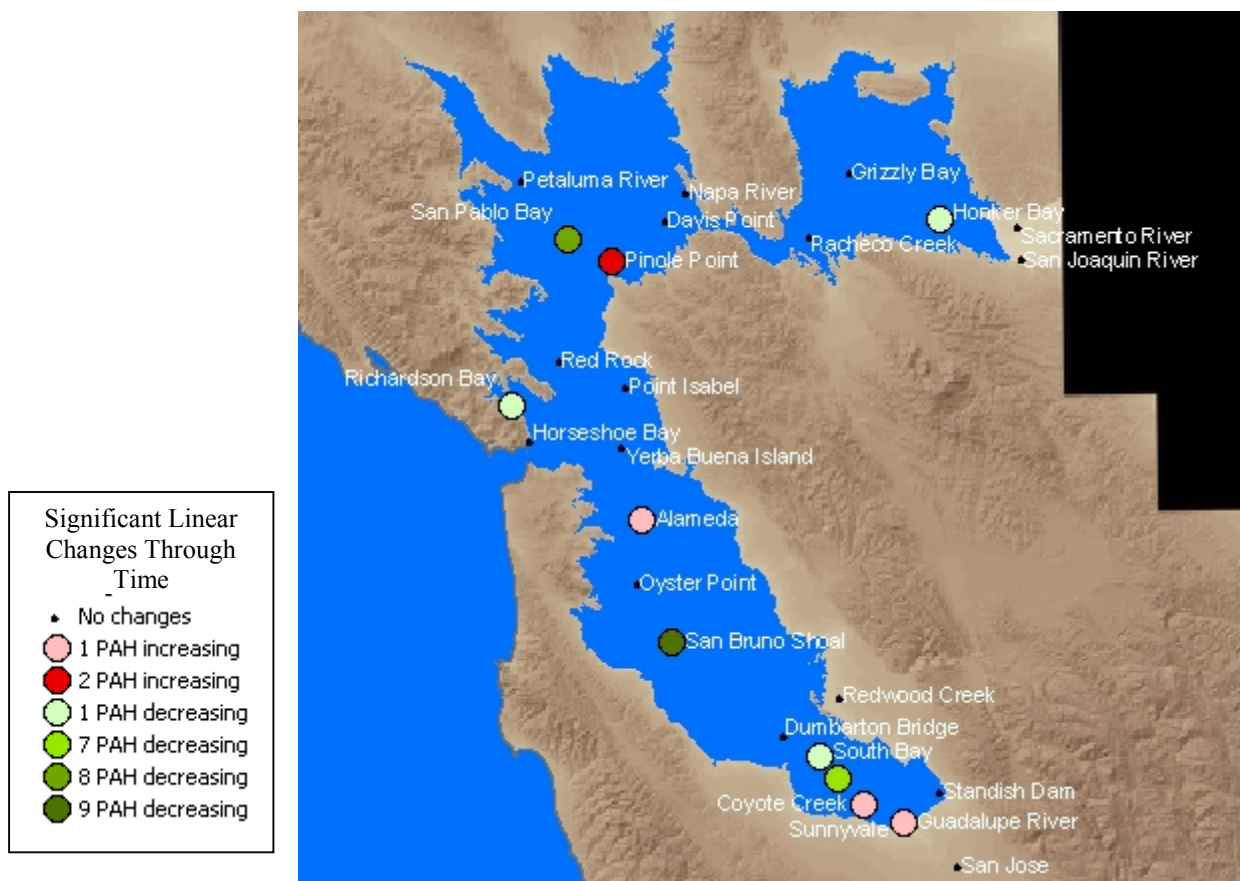 Significant Linear
Changes Through
Time
-
No changes
1 PAH increasing
2 PAH increasing
1 PAH decreasing
7 PAH decreasing
8 PAH decreasing
9 PAH decreasing
Petaluma River
Napa River
San Pablo Bay
Davis Point
Pinole Point
Grizzly Bay
Honker Bay
Pacheco Creek
Sacramento River
San Joaquin River
Red Rock
Richardson Bay
Point Isabel
Horseshoe Bay
Yerba Buena Island
Alameda
Oyster Point
San Bruno Shoal
Redwood Creek
Dumbarton Bridge
South Bay
Standish Dam
Coyote Creek
Sunnyvale
Guadalupe River
San Jose